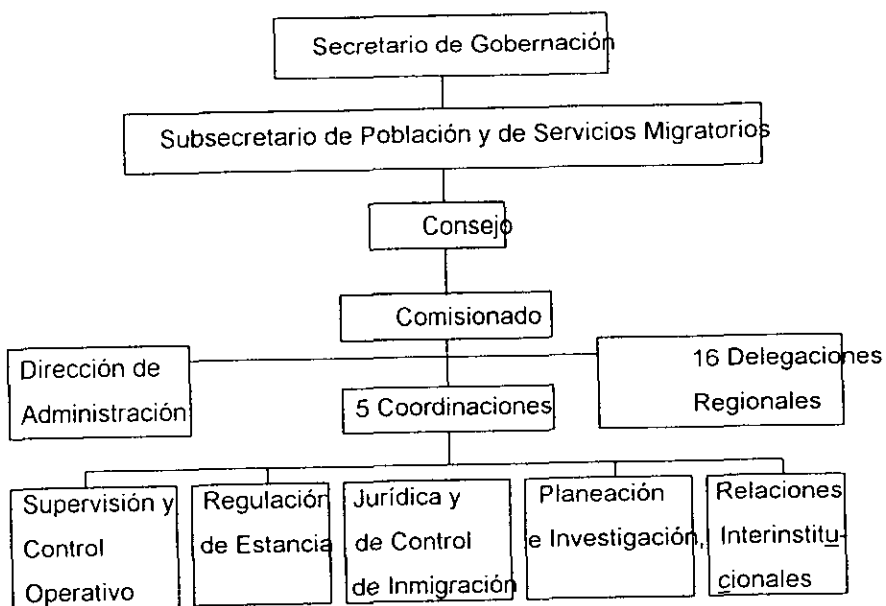 Secretario de Gobernación
Subsecretario de Población y de Servicios Migratorios
Consejo
Comisionado
Dirección de
Administración
16 Delegaciones
Regionales
5 Coordinaciones
Supervisión y
Control
Operativo
Regulación
de Estancia
Jurídica y
de Control
de Inmigración
Planeación
e Investigación,
Relaciones
Interinstitu-
cionales